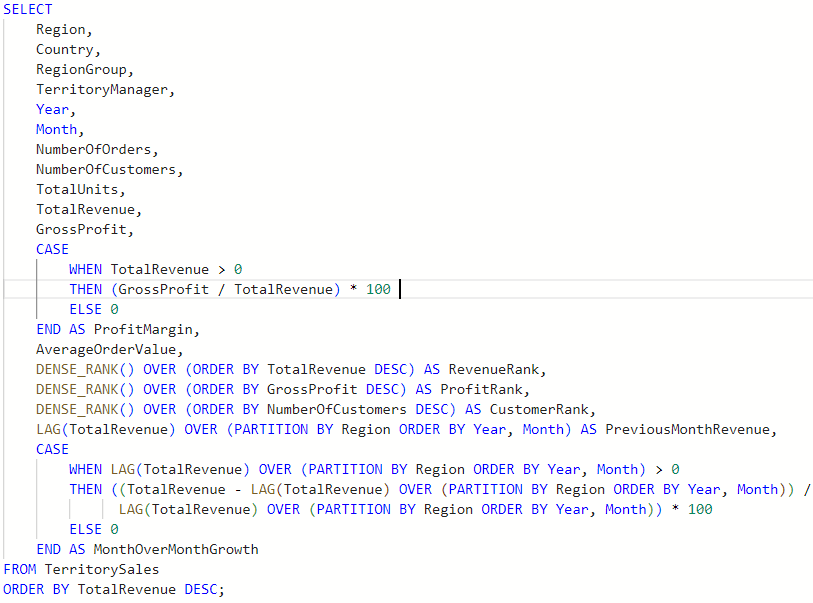 SELECT
    Region,
    Country,
    RegionGroup,
    TerritoryManager,
    Year,
    Month,
    NumberOfOrders,
    NumberOfCustomers,
    TotalUnits,
    TotalRevenue,
    GrossProfit,
    CASE
        WHEN TotalRevenue > 0
        THEN (GrossProfit / TotalRevenue) * 100
        ELSE 0
    END AS ProfitMargin,
    AverageOrderValue,
    DENSE_RANK() OVER (ORDER BY TotalRevenue DESC) AS RevenueRank,
    DENSE_RANK() OVER (ORDER BY GrossProfit DESC) AS ProfitRank,
    DENSE_RANK() OVER (ORDER BY NumberOfCustomers DESC) AS CustomerRank,
    LAG(TotalRevenue) OVER (PARTITION BY Region ORDER BY Year, Month) AS PreviousMonthRevenue,
    CASE
        WHEN LAG(TotalRevenue) OVER (PARTITION BY Region ORDER BY Year, Month) > 0
        THEN ((TotalRevenue - LAG(TotalRevenue) OVER (PARTITION BY Region ORDER BY Year, Month)) /
              LAG(TotalRevenue) OVER (PARTITION BY Region ORDER BY Year, Month)) * 100
        ELSE 0
    END AS MonthOverMonthGrowth
FROM TerritorySales
ORDER BY TotalRevenue DESC;